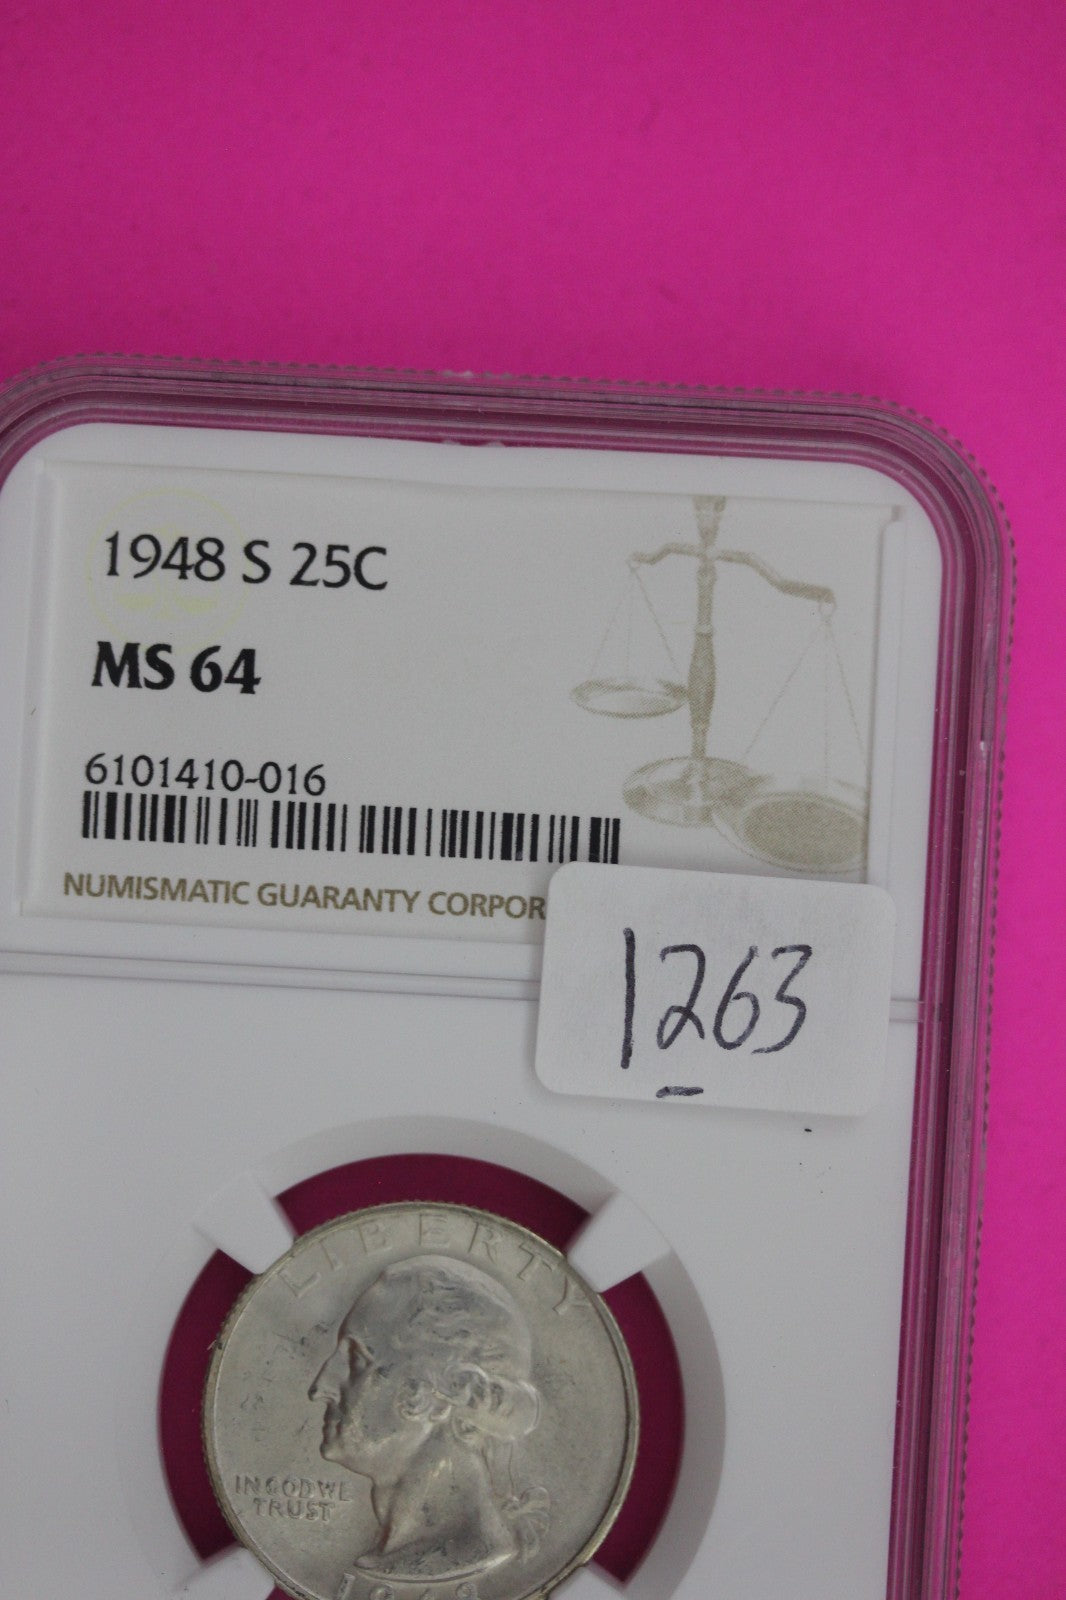 1948 S 25C
MS 64
6101410-016
NUMISMATIC GUARANTY CORPOR
1263
LIBERTY
IN GOD WE
TRUST